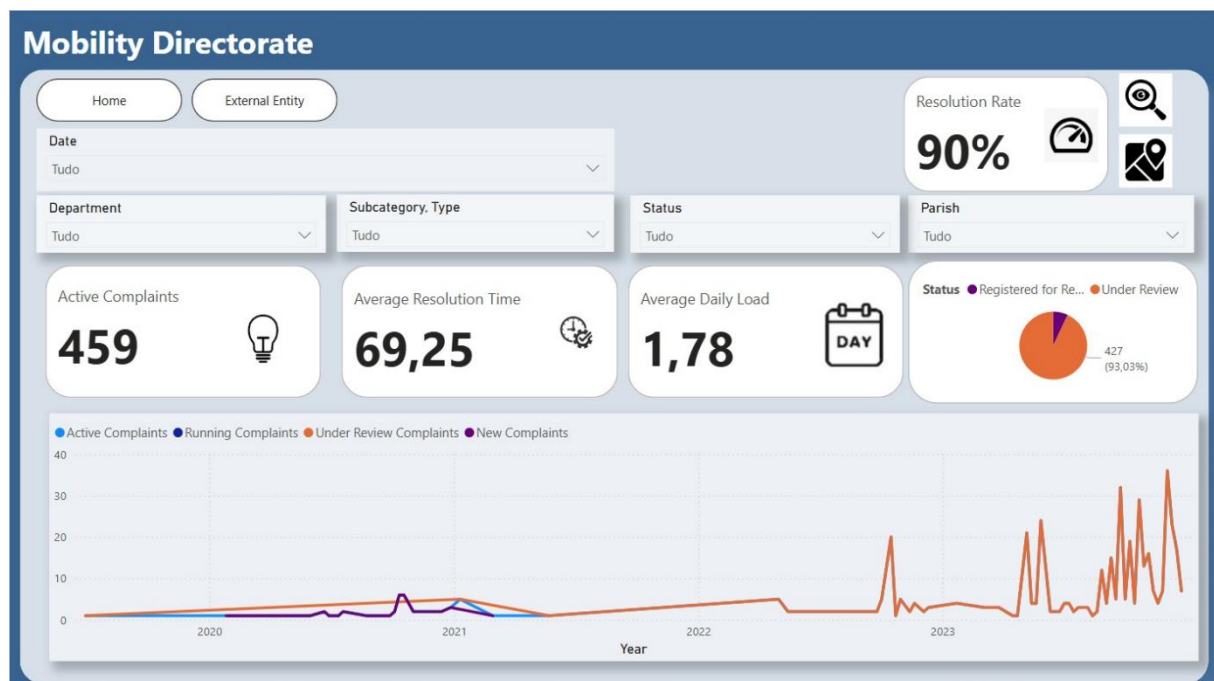 Mobility Directorate
Home
External Entity
Resolution Rate
90%
Date
Tudo
Department
Tudo
Subcategory, Type
Tudo
Status
Tudo
Parish
Tudo
Active Complaints
459
Average Resolution Time
69,25
Average Daily Load
1,78
DAY
Status Registered for Re... Under Review
427
(93,03%)
Active Complaints Running Complaints Under Review Complaints New Complaints
40
30
20
10
0
2020 2021 2022 2023
Year